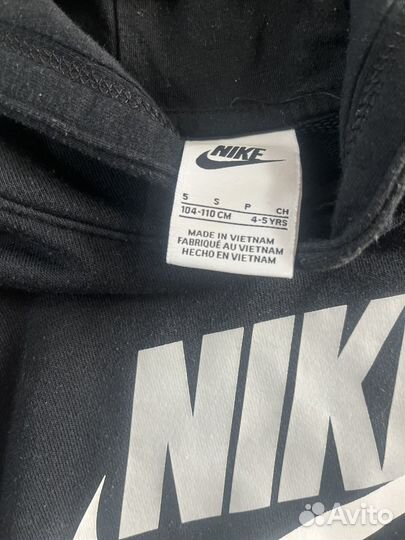 NIKE
5 S P CH
104-110 CM 4-5 YRS
MADE IN VIETNAM
FABRIQUÉ AU VIETNAM
HECHO EN VIETNAM
NIK
Avito